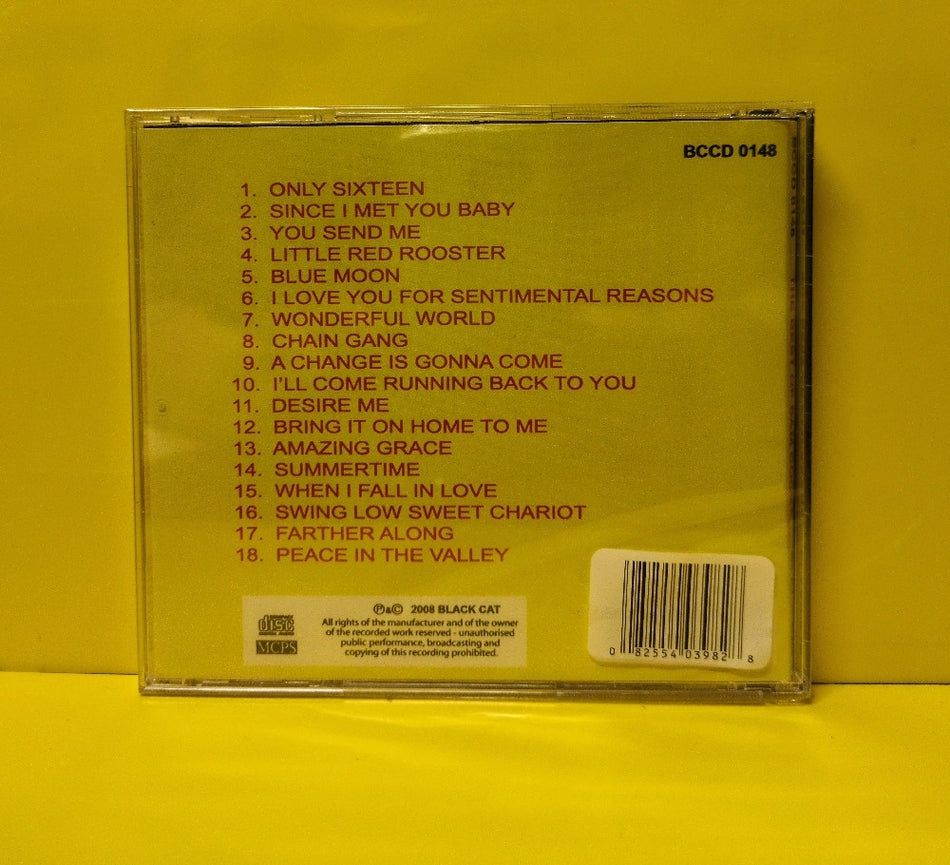 BCCD 0148
1. ONLY SIXTEEN
2. SINCE I MET YOU BABY
3. YOU SEND ME
4. LITTLE RED ROOSTER
5. BLUE MOON
6. I LOVE YOU FOR SENTIMENTAL REASONS
7. WONDERFUL WORLD
8. CHAIN GANG
9. A CHANGE IS GONNA COME
10. I'LL COME RUNNING BACK TO YOU
11. DESIRE ME
12. BRING IT ON HOME TO ME
13. AMAZING GRACE
14. SUMMERTIME
15. WHEN I FALL IN LOVE
16. SWING LOW SWEET CHARIOT
17. FARTHER ALONG
18. PEACE IN THE VALLEY
℗&© 2008 BLACK CAT
All rights of the manufacturer and of the owner
of the recorded work reserved - unauthorised
public performance, broadcasting and
copying of this recording prohibited.
COMPACT
disc
DIGITAL AUDIO
MCPS
0 82554 03982 8